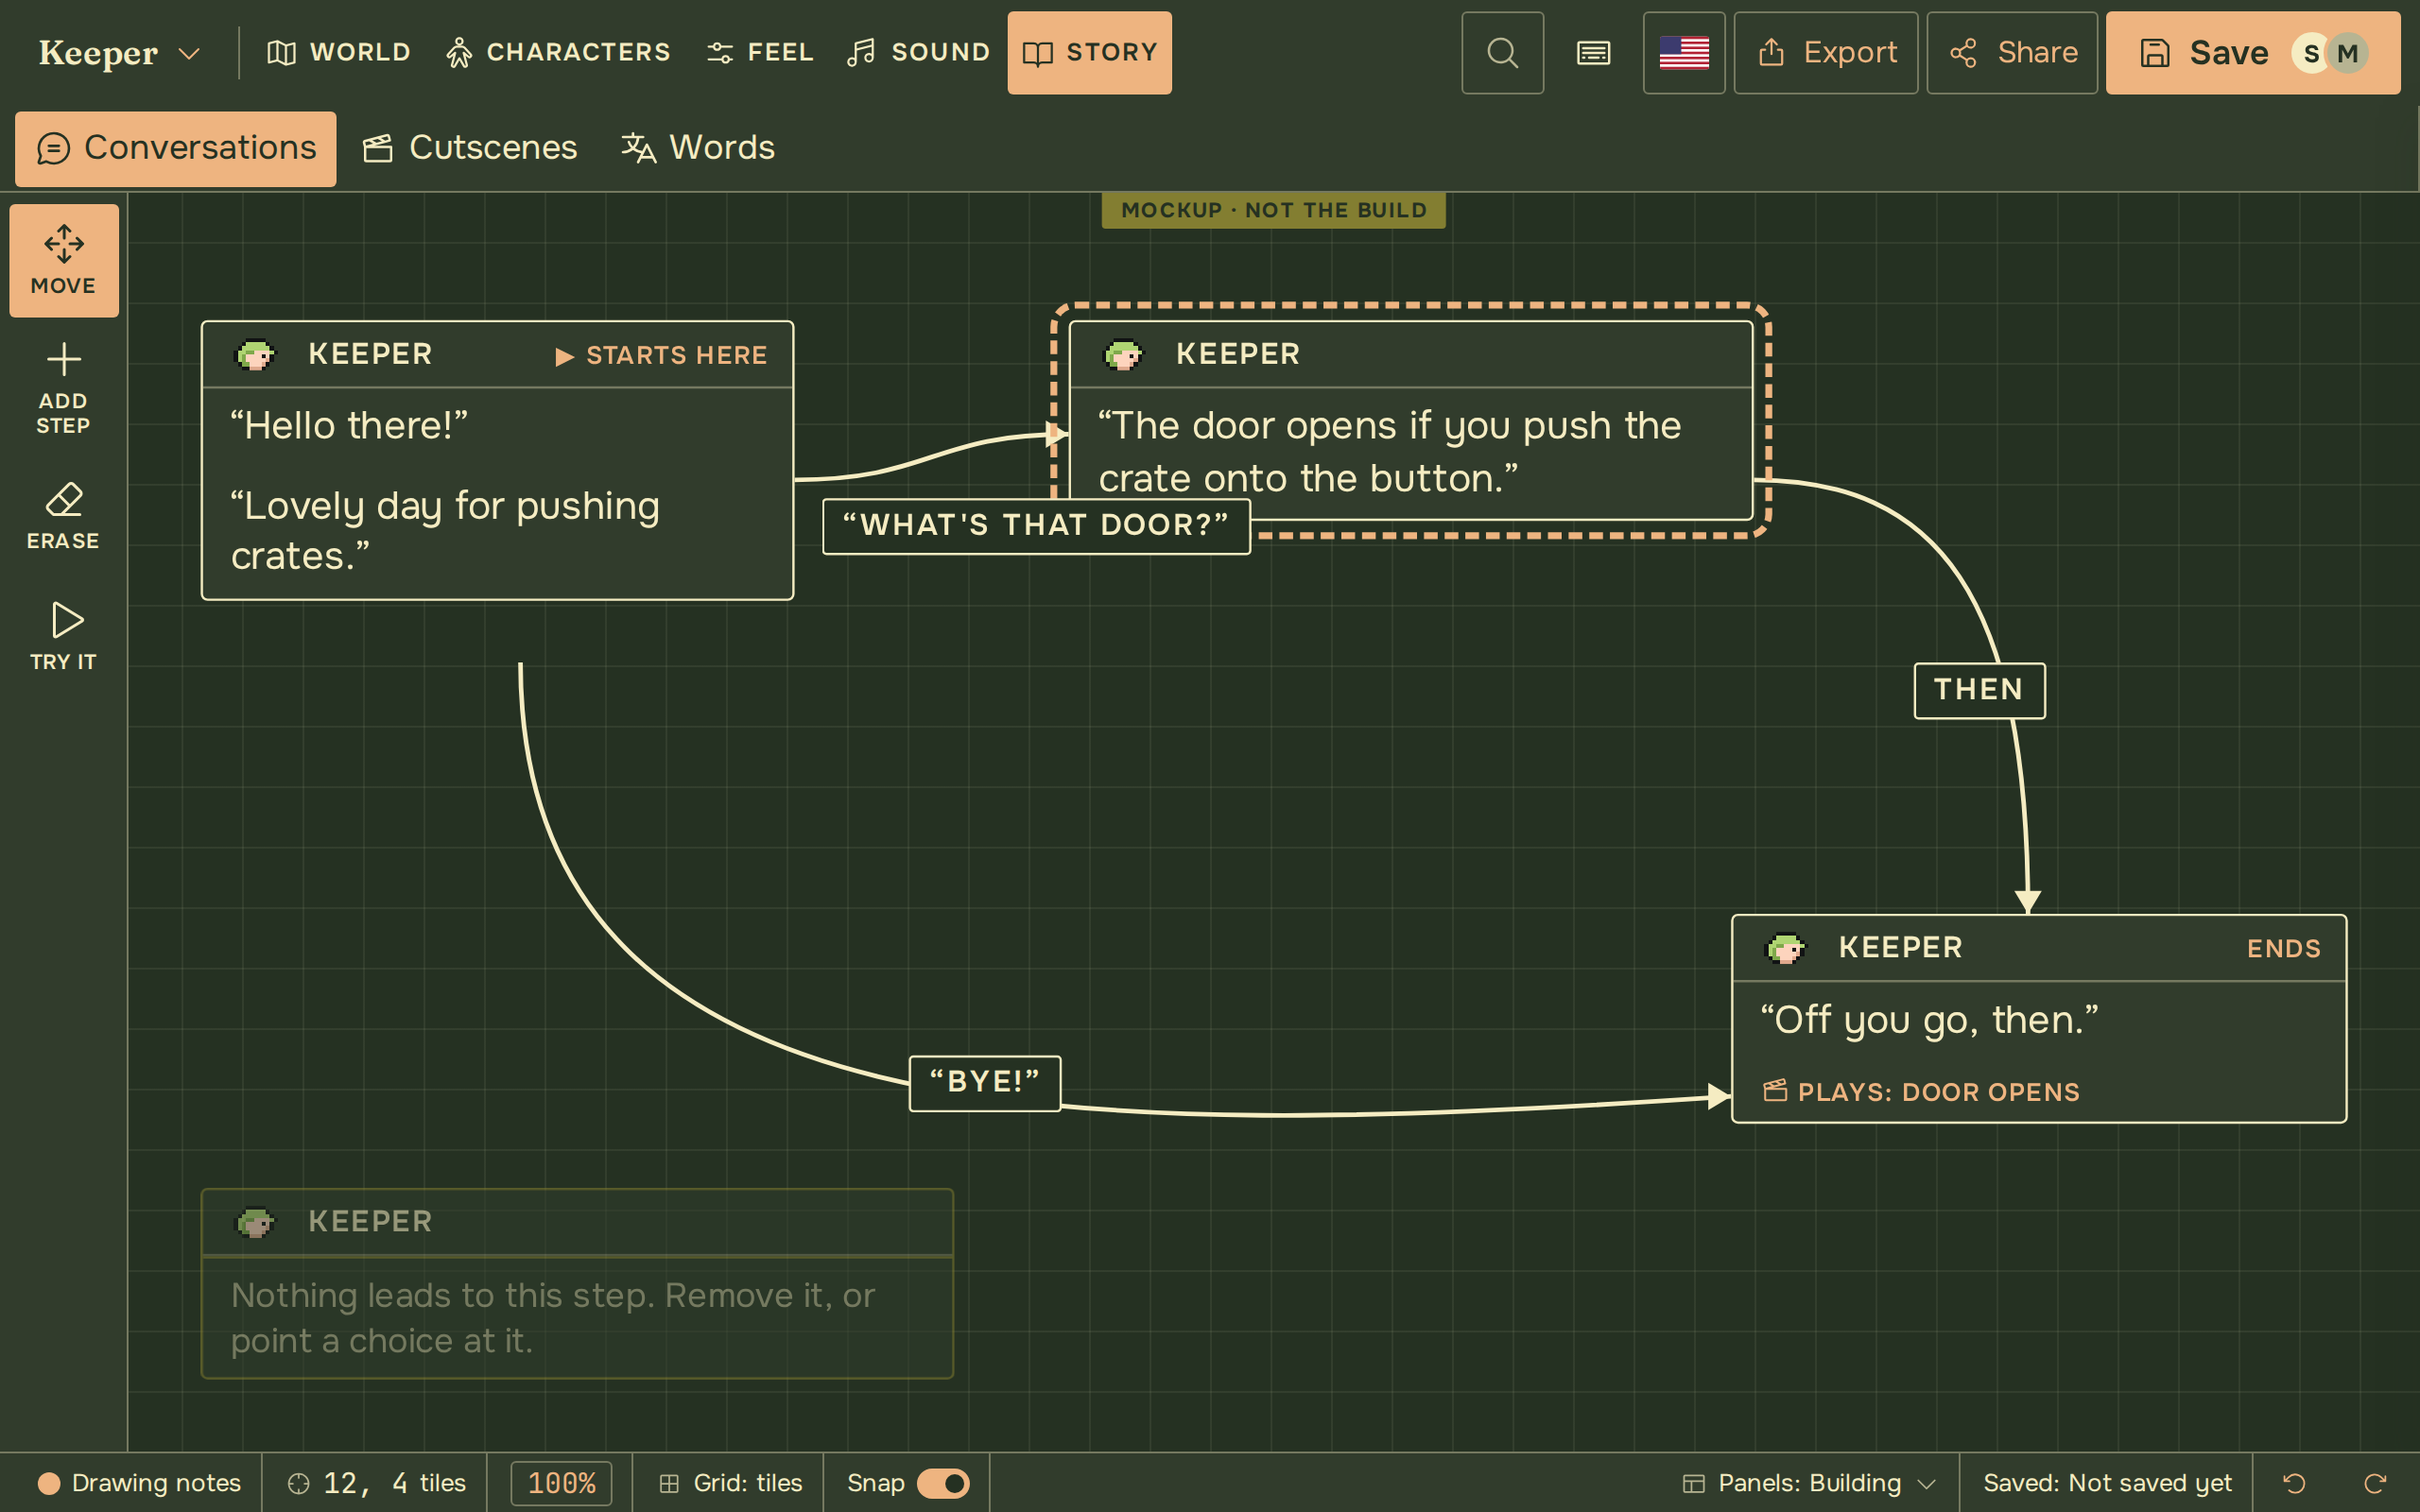 Keeper WORLD CHARACTERS FEEL SOUND STORY Export Share Save S M
Conversations Cutscenes Words
MOCKUP · NOT THE BUILD
MOVE
ADD
STEP
ERASE
TRY IT
KEEPER ▶ STARTS HERE
“Hello there!”
“Lovely day for pushing
crates.”
“WHAT'S THAT DOOR?”
KEEPER
“The door opens if you push the
crate onto the button.”
THEN
“BYE!”
KEEPER ENDS
“Off you go, then.”
PLAYS: DOOR OPENS
KEEPER
Nothing leads to this step. Remove it, or
point a choice at it.
Drawing notes 12, 4 tiles 100% Grid: tiles Snap Panels: Building Saved: Not saved yet